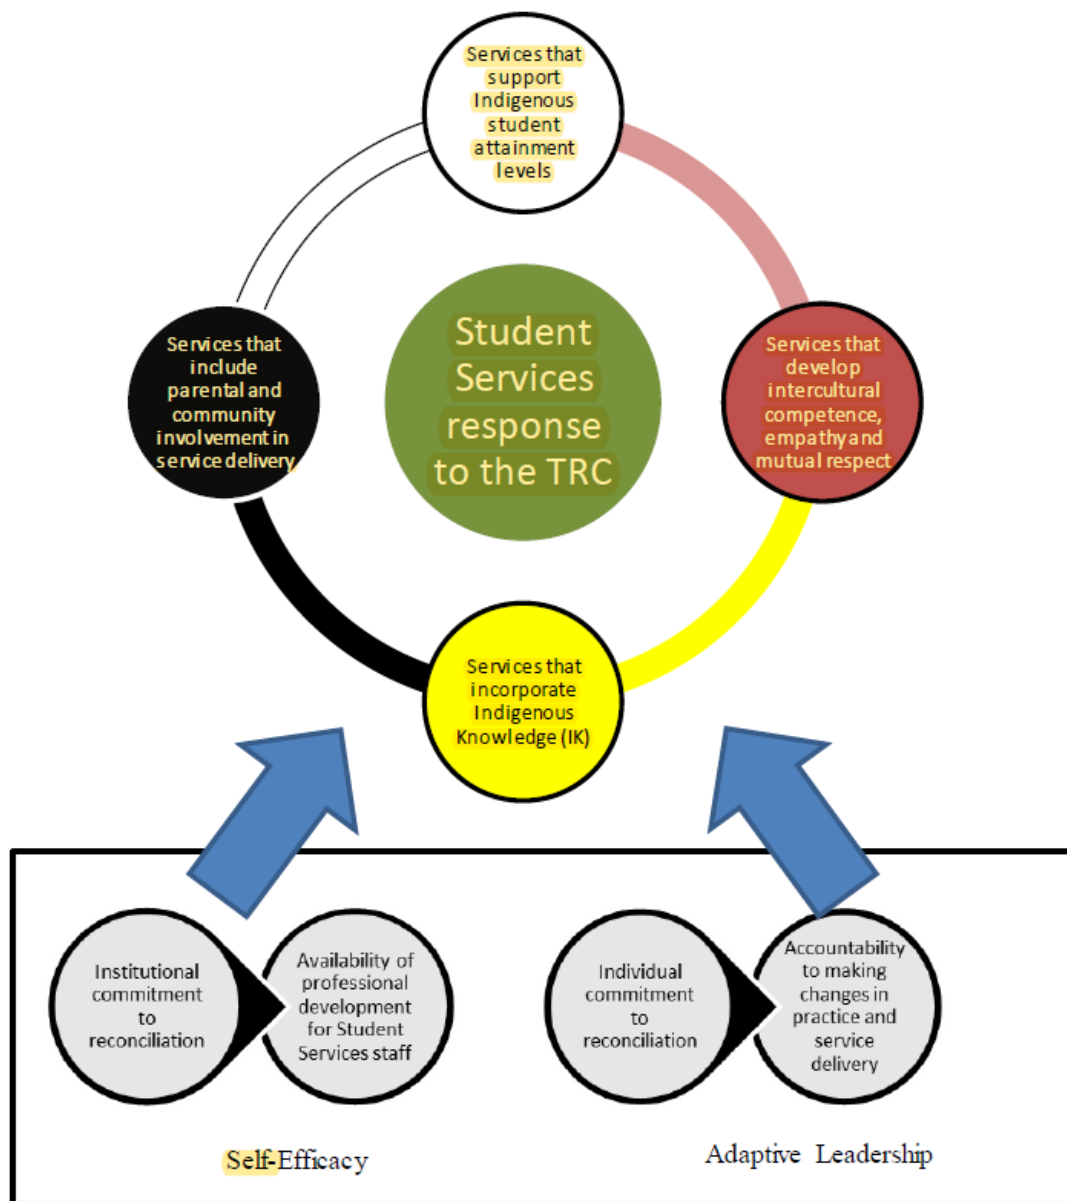 Services that
support
Indigenous
student
attainment
levels
Student
Services
response
to the TRC
Services that
include
parental and
community
involvement in
service delivery
Services that
develop
intercultural
competence,
empathy and
mutual respect
Services that
incorporate
Indigenous
Knowledge (IK)
Institutional
commitment
to
reconciliation
Availability of
professional
development
for Student
Services staff
Individual
commitment
to
reconciliation
Accountability
to making
changes in
practice and
service
delivery
Self-Efficacy
Adaptive Leadership